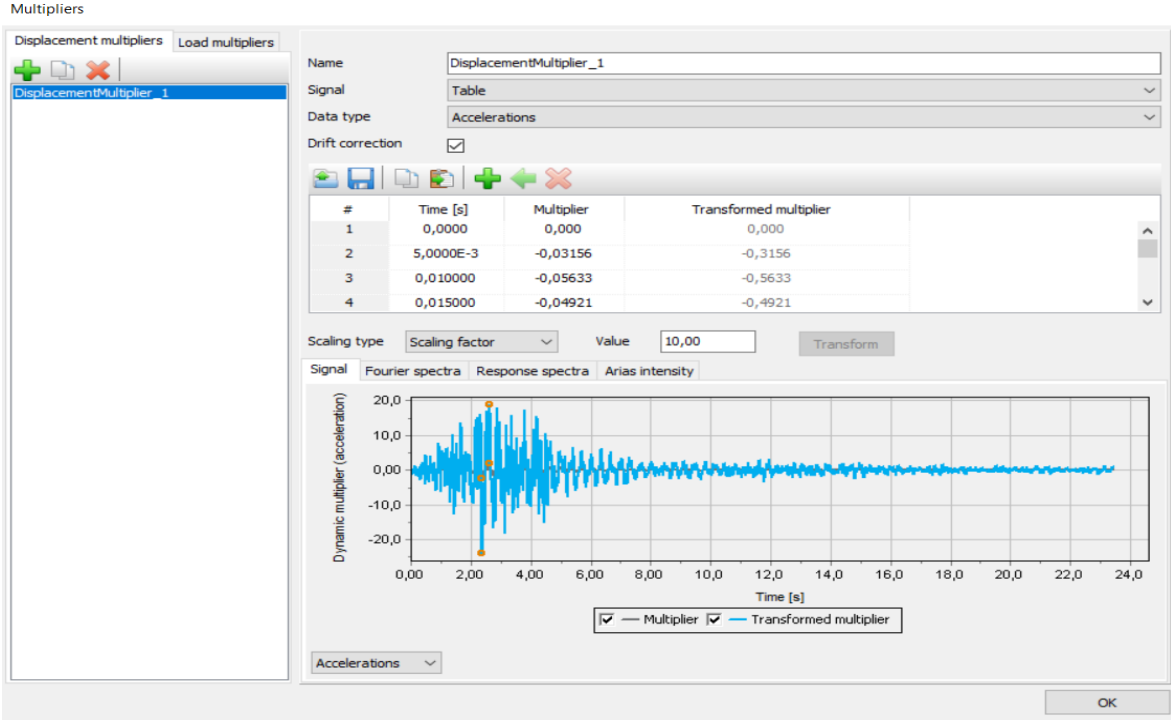 Multipliers
Displacement multipliers Load multipliers
DisplacementMultiplier_1
Name DisplacementMultiplier_1
Signal Table
Data type Accelerations
Drift correction
# Time [s] Multiplier Transformed multiplier
1 0,0000 0,000 0,000
2 5,0000E-3 -0,03156 -0,3156
3 0,010000 -0,05633 -0,5633
4 0,015000 -0,04921 -0,4921
Scaling type Scaling factor Value 10,00 Transform
Signal Fourier spectra Response spectra Arias intensity
Dynamic multiplier (acceleration)
20,0
10,0
0,00
-10,0
-20,0
0,00 2,00 4,00 6,00 8,00 10,0 12,0 14,0 16,0 18,0 20,0 22,0 24,0
Time [s]
Multiplier Transformed multiplier
Accelerations
OK